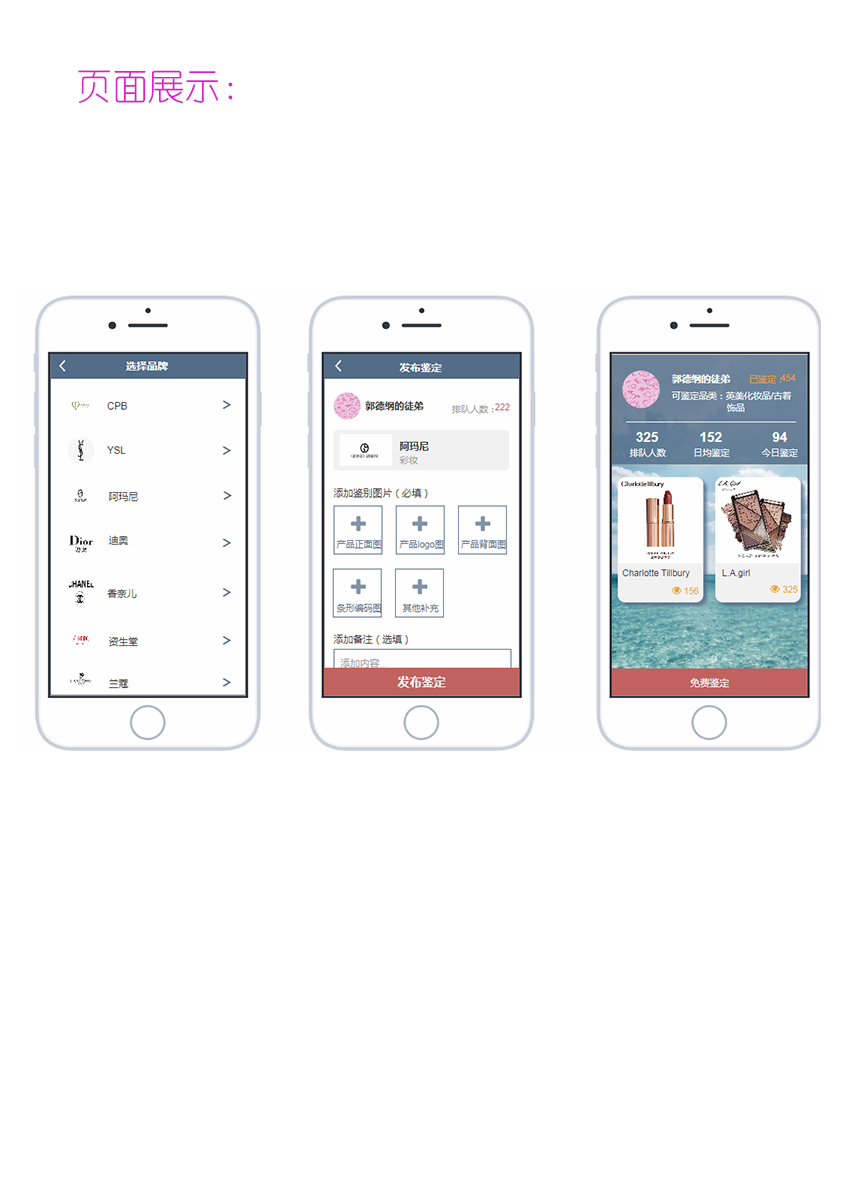 页面展示：
选择品牌
CPB
YSL
阿玛尼
Dior
迪奥
香奈儿
资生堂
兰蔻
发布鉴定
郭德纲的徒弟
排队人数：222
阿玛尼
彩妆
添加鉴别图片（必填）
产品正面图 产品logo图 产品背面图
条形编码图 其他补充
添加备注（选填）
添加内容...
发布鉴定
郭德纲的徒弟 已鉴定：454
可鉴定品类：英美化妆品/古着
饰品
325 152 94
排队人数 日均鉴定 今日鉴定
Charlotte Tillbury
L.A. Girl
Charlotte Tillbury
156
L.A.girl
325
免费鉴定